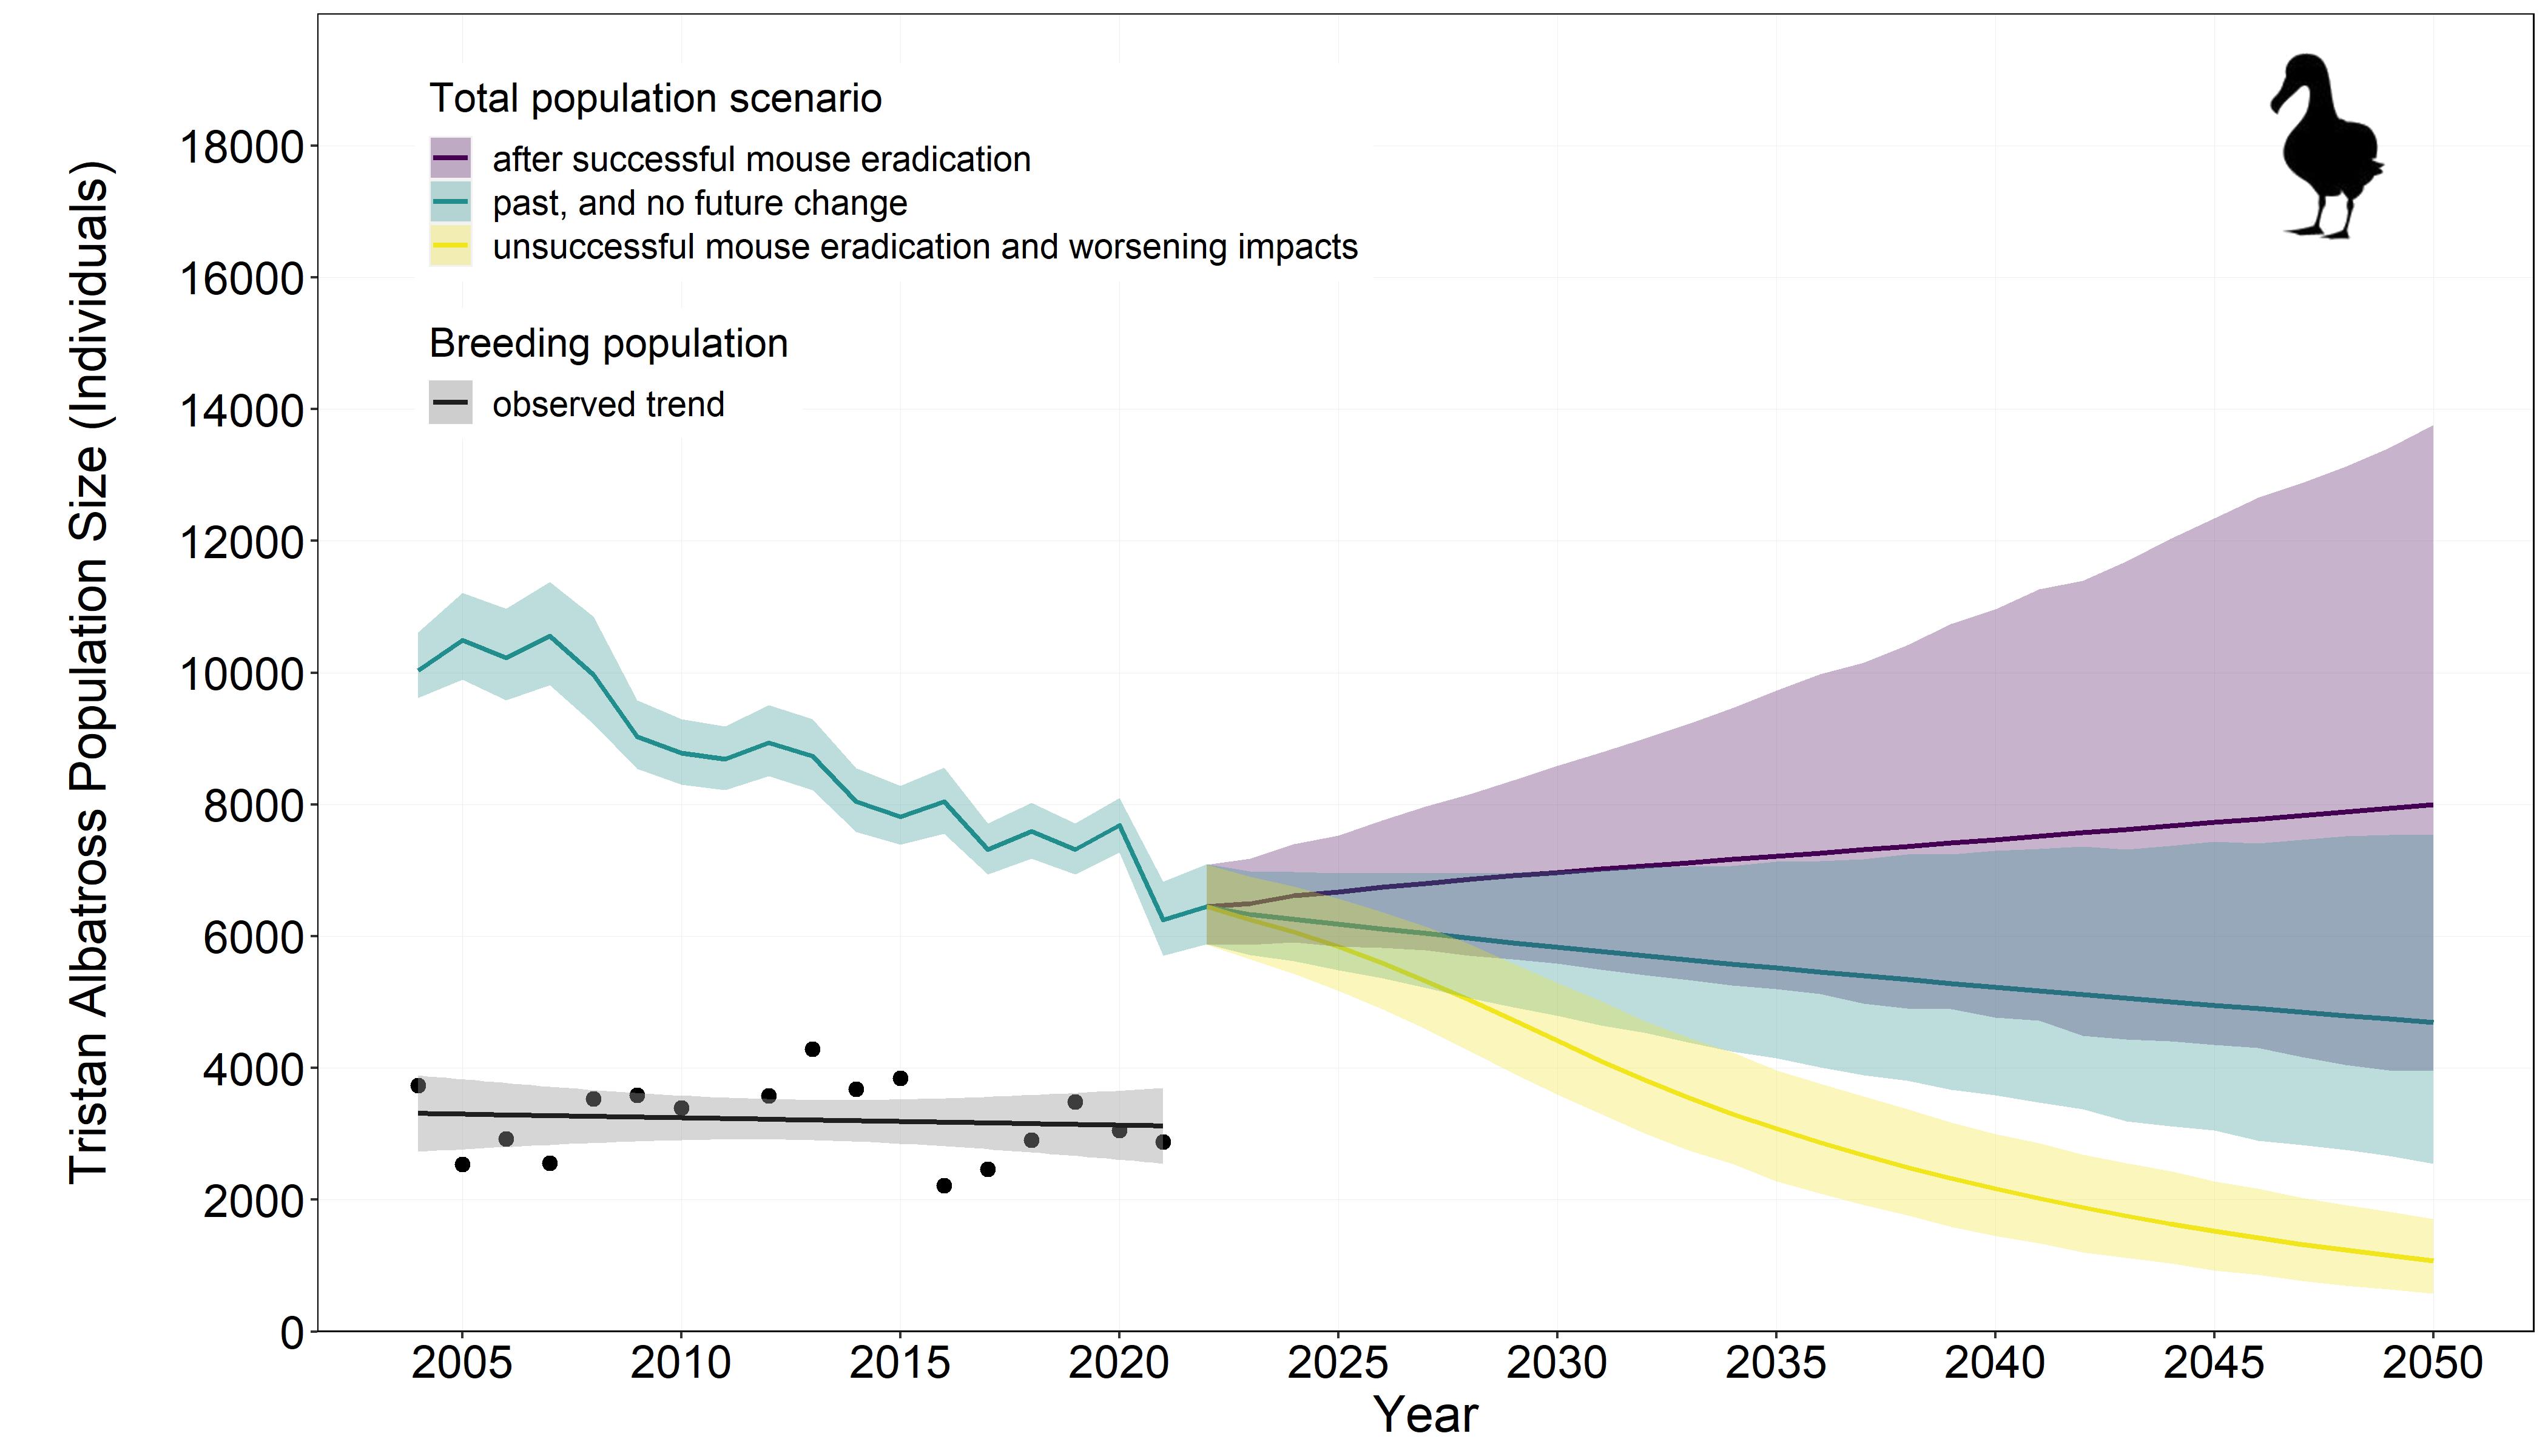 Tristan Albatross Population Size (Individuals)
18000
16000
14000
12000
10000
8000
6000
4000
2000
0
Total population scenario
after successful mouse eradication
past, and no future change
unsuccessful mouse eradication and worsening impacts
Breeding population
observed trend
2005 2010 2015 2020 2025 2030 2035 2040 2045 2050
Year